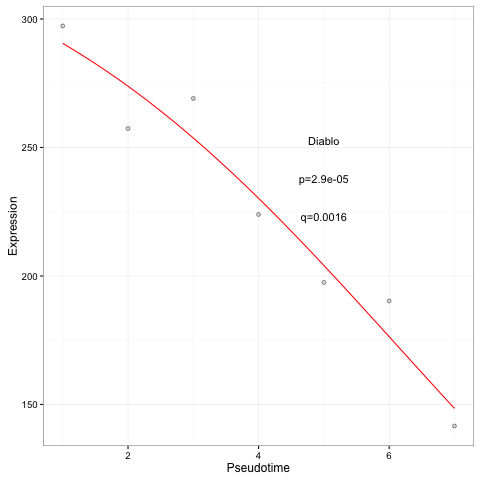 300
250
200
150
Expression
Diablo
p=2.9e-05
q=0.0016
2
4
6
Pseudotime